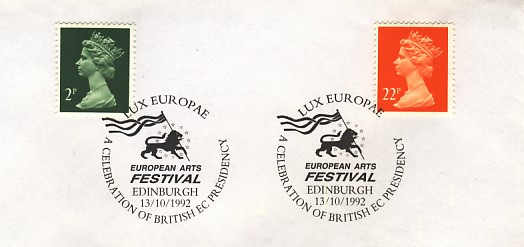 2P
22P
LUX EUROPAE
EUROPEAN ARTS
FESTIVAL
EDINBURGH
13/10/1992
A CELEBRATION OF BRITISH EC PRESIDENCY
LUX EUROPAE
EUROPEAN ARTS
FESTIVAL
EDINBURGH
13/10/1992
A CELEBRATION OF BRITISH EC PRESIDENCY